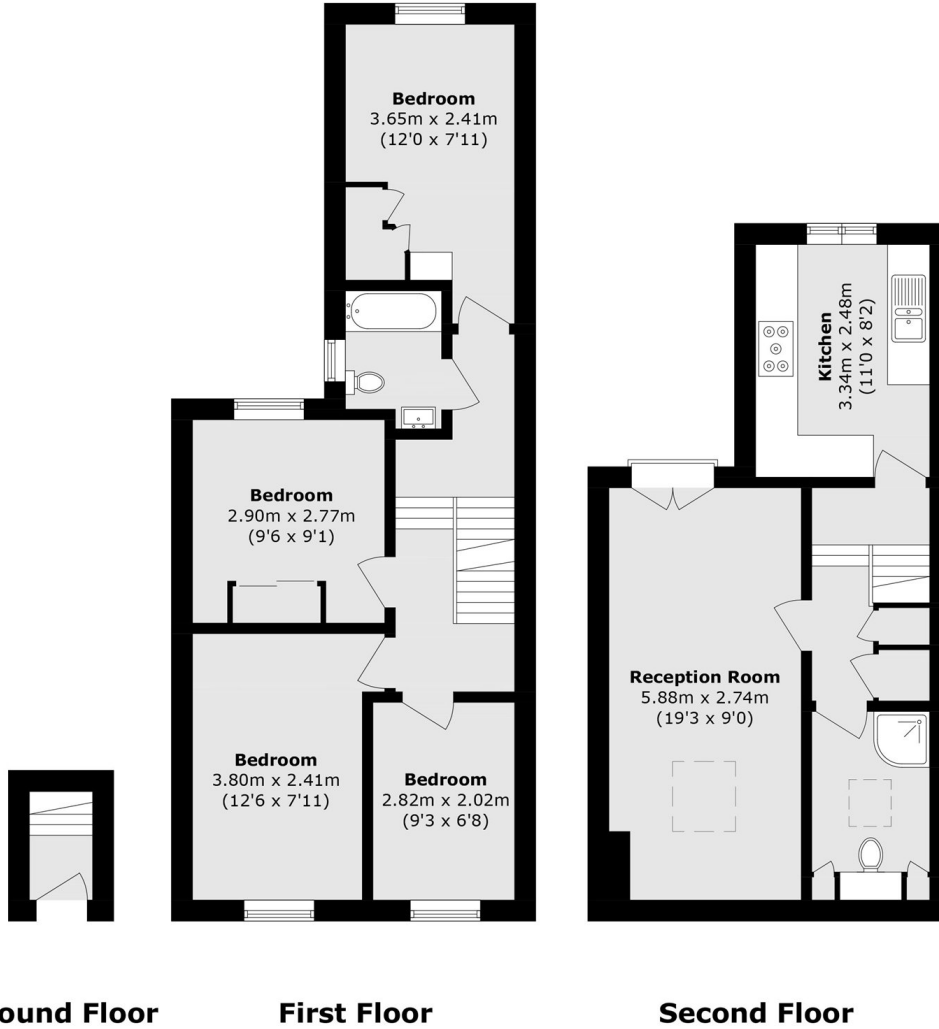 Bedroom
3.65m x 2.41m
(12'0 x 7'11)
Bedroom
2.90m x 2.77m
(9'6 x 9'1)
Bedroom
3.80m x 2.41m
(12'6 x 7'11)
Bedroom
2.82m x 2.02m
(9'3 x 6'8)
Kitchen
3.34m x 2.48m
(11'0 x 8'2)
Reception Room
5.88m x 2.74m
(19'3 x 9'0)
ound Floor
First Floor
Second Floor